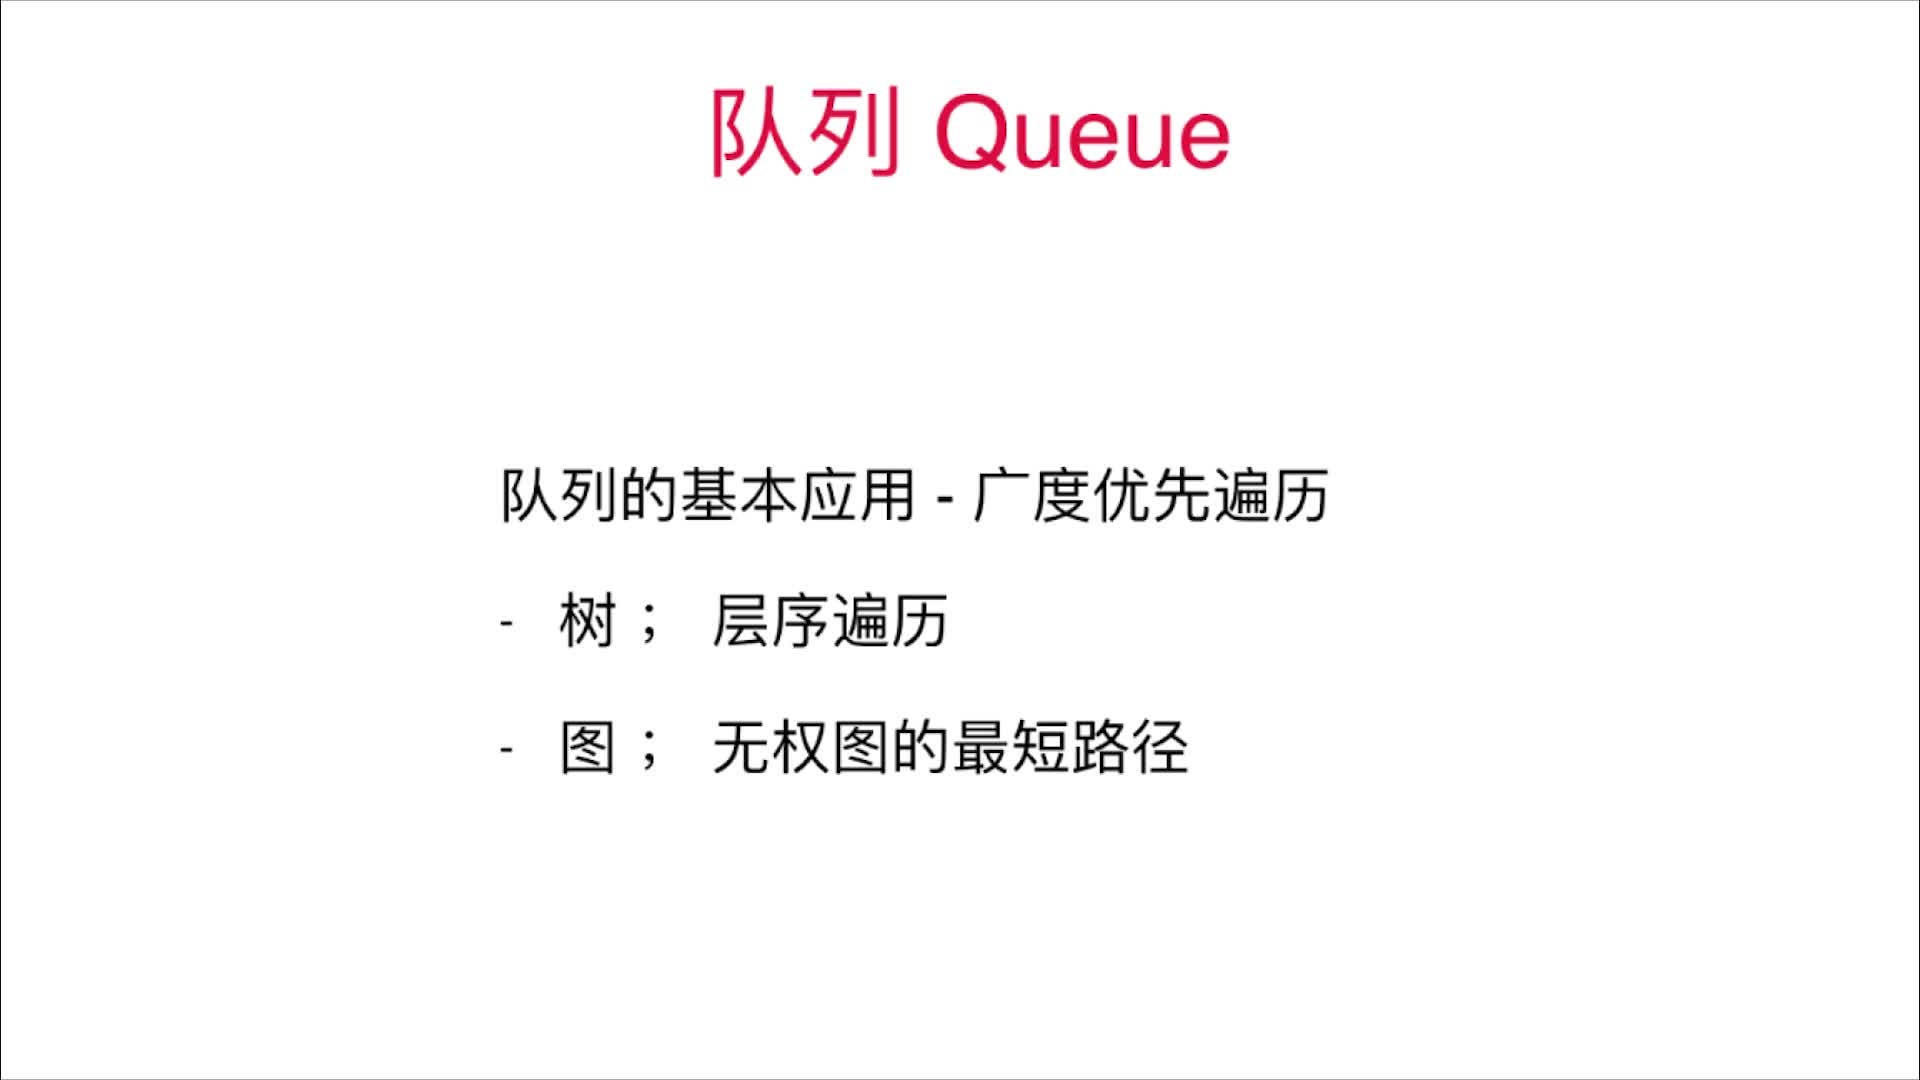 队列 Queue
队列的基本应用 - 广度优先遍历
- 树； 层序遍历
- 图； 无权图的最短路径